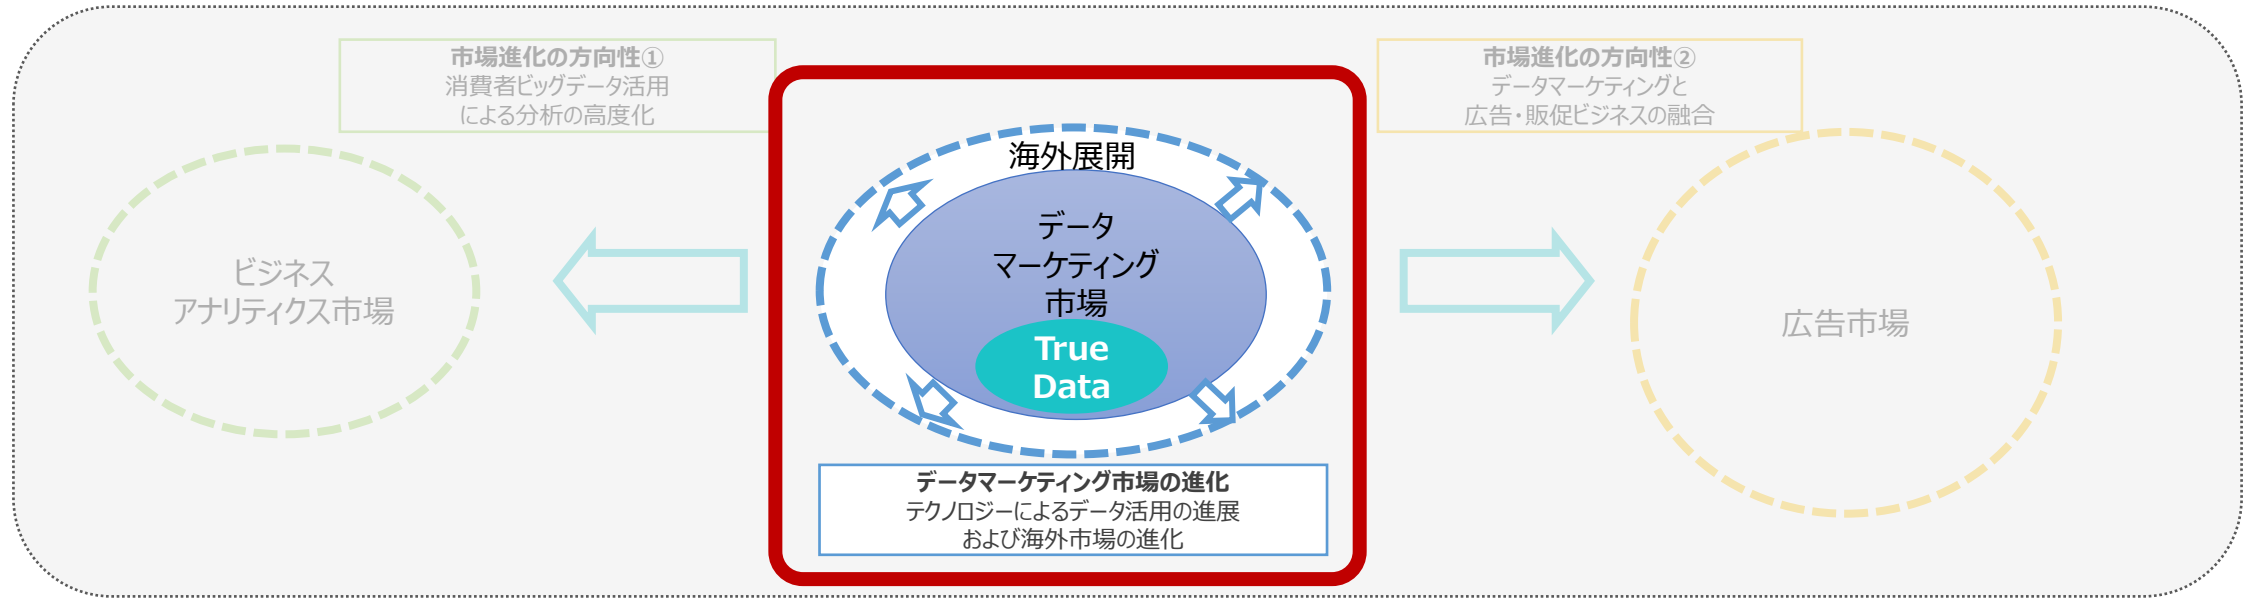 市場進化の方向性①
消費者ビッグデータ活用
による分析の高度化
市場進化の方向性②
データマーケティングと
広告・販促ビジネスの融合
海外展開
データ
マーケティング
市場
True
Data
ビジネス
アナリティクス市場
広告市場
データマーケティング市場の進化
テクノロジーによるデータ活用の進展
および海外市場の進化